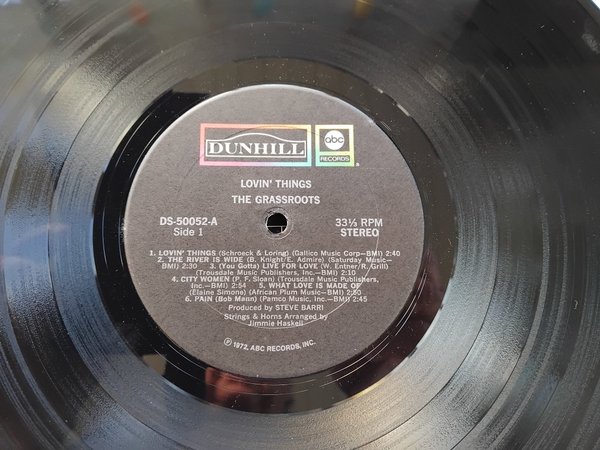 DUNHILL
abc
RECORDS
LOVIN' THINGS
THE GRASSROOTS
DS-50052-A 33⅓ RPM
Side 1 STEREO
1. LOVIN' THINGS (Schroeck & Loring) (Gallico Music Corp—BMI) 2:40
2. THE RIVER IS WIDE (B. Knight/E. Admire) (Saturday Music—
BMI) 2:30 3. (You Gotta) LIVE FOR LOVE (W. Entner/R. Grill)
(Trousdale Music Publishers, Inc.—BMI) 2:10
4. CITY WOMEN (P. F. Sloan) (Trousdale Music Publishers,
Inc.—BMI) 2:54 5. WHAT LOVE IS MADE OF
(Elaine Simone) (African Plum Music—BMI) 2:50
6. PAIN (Bob Mann) (Pamco Music, Inc.—BMI) 2:45
Produced by STEVE BARRI
Strings & Horns Arranged by
Jimmie Haskell
℗ 1972, ABC RECORDS, INC.